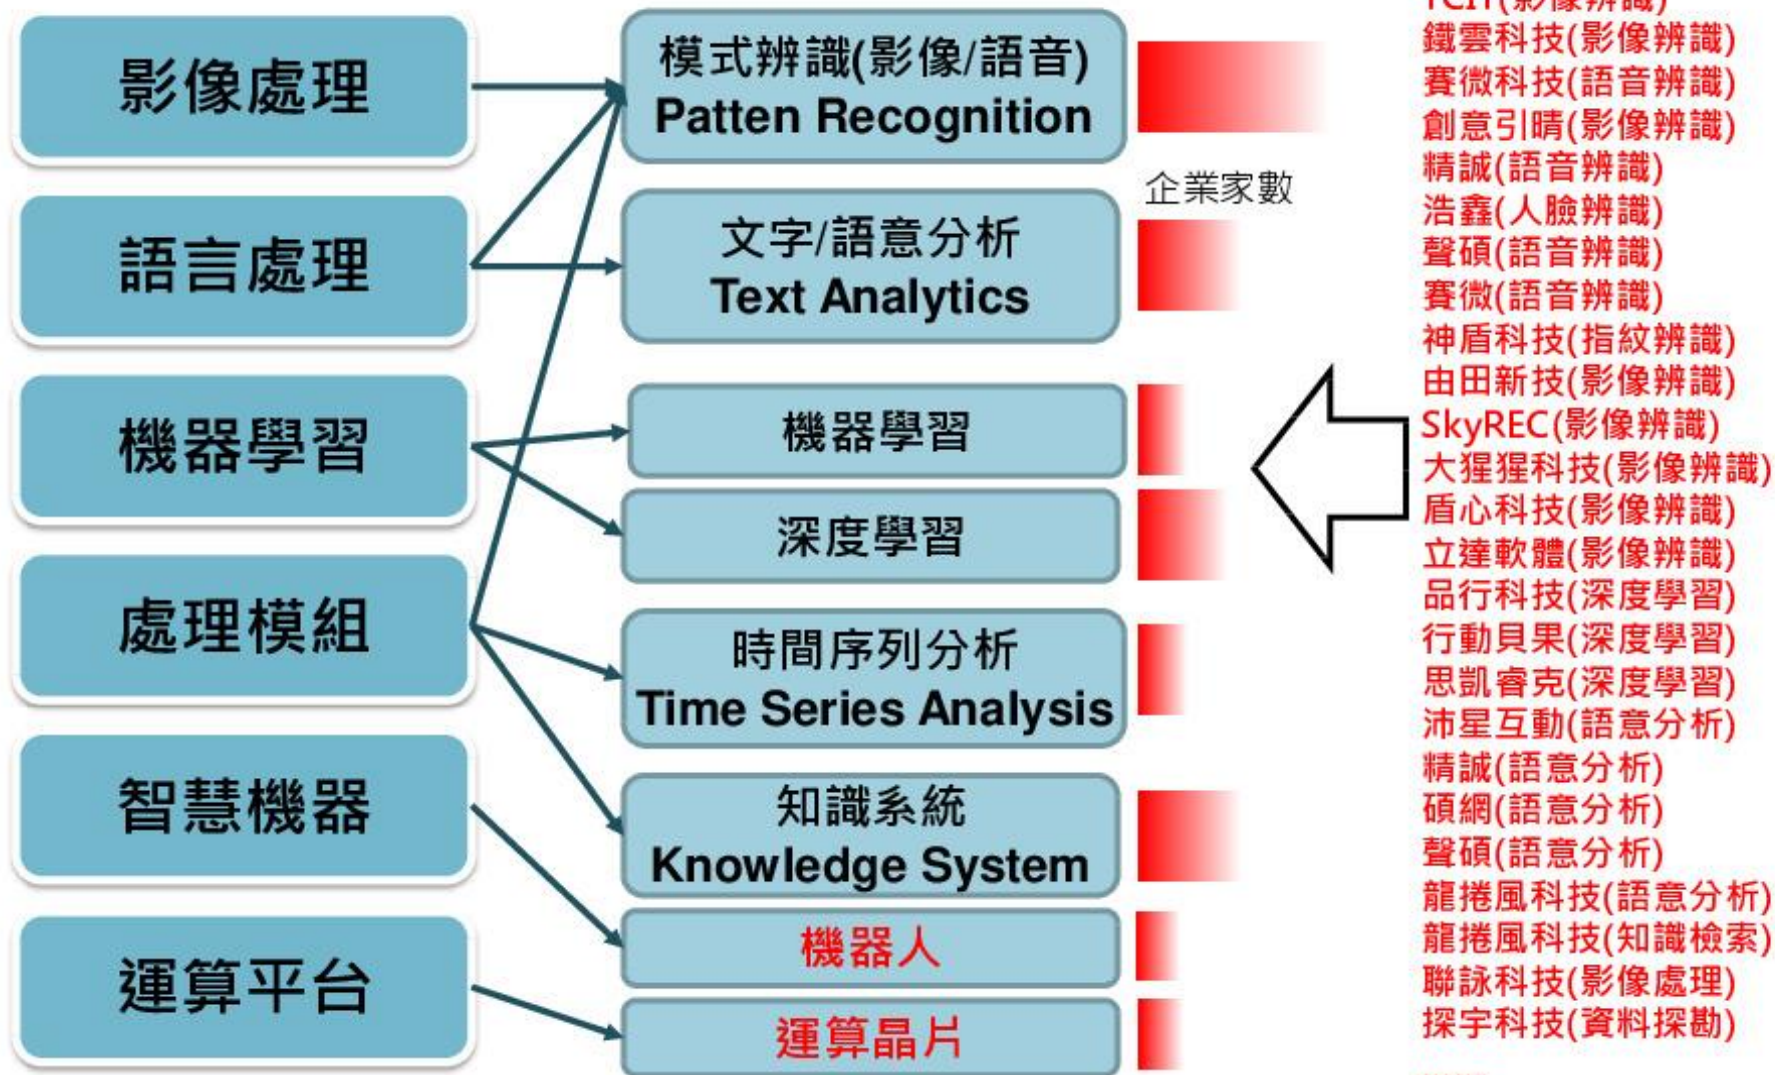 影像處理
語言處理
機器學習
處理模組
智慧機器
運算平台
模式辨識(影像/語音)
Patten Recognition
文字/語意分析
Text Analytics
機器學習
深度學習
時間序列分析
Time Series Analysis
知識系統
Knowledge System
機器人
運算晶片
企業家數
鐵雲科技(影像辨識)
賽微科技(語音辨識)
創意引晴(影像辨識)
精誠(語音辨識)
浩鑫(人臉辨識)
聲碩(語音辨識)
賽微(語音辨識)
神盾科技(指紋辨識)
由田新技(影像辨識)
SkyREC(影像辨識)
大猩猩科技(影像辨識)
盾心科技(影像辨識)
立達軟體(影像辨識)
品行科技(深度學習)
行動貝果(深度學習)
思凱睿克(深度學習)
沛星互動(語意分析)
精誠(語意分析)
碩網(語意分析)
聲碩(語意分析)
龍捲風科技(語意分析)
龍捲風科技(知識檢索)
聯詠科技(影像處理)
探宇科技(資料探勘)